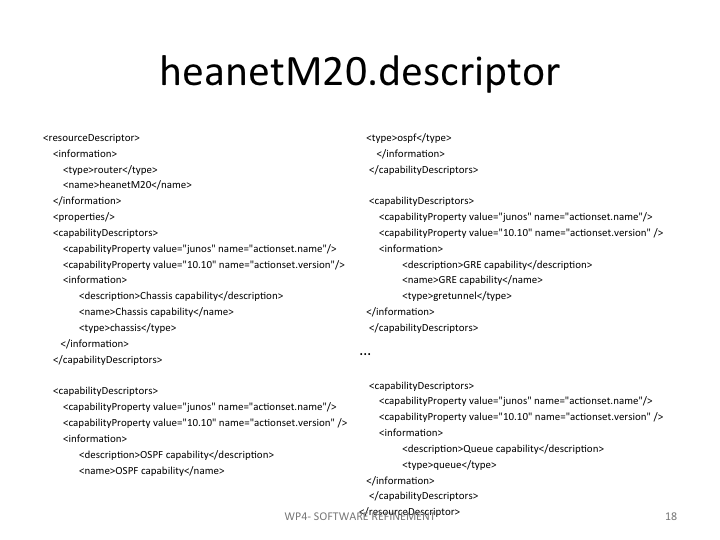 heanetM20.descriptor
<resourceDescriptor>
<information>
<type>router</type>
<name>heanetM20</name>
</information>
<properties/>
<capabilityDescriptors>
<capabilityProperty value="junos" name="actionset.name"/>
<capabilityProperty value="10.10" name="actionset.version"/>
<information>
<description>Chassis capability</description>
<name>Chassis capability</name>
<type>chassis</type>
</information>
</capabilityDescriptors>
<capabilityDescriptors>
<capabilityProperty value="junos" name="actionset.name"/>
<capabilityProperty value="10.10" name="actionset.version" />
<information>
<description>OSPF capability</description>
<name>OSPF capability</name>
<type>ospf</type>
</information>
</capabilityDescriptors>
<capabilityDescriptors>
<capabilityProperty value="junos" name="actionset.name"/>
<capabilityProperty value="10.10" name="actionset.version" />
<information>
<description>GRE capability</description>
<name>GRE capability</name>
<type>gretunnel</type>
</information>
</capabilityDescriptors>
...
<capabilityDescriptors>
<capabilityProperty value="junos" name="actionset.name"/>
<capabilityProperty value="10.10" name="actionset.version" />
<information>
<description>Queue capability</description>
<type>queue</type>
</information>
</capabilityDescriptors>
</resourceDescriptor>
WP4- SOFTWARE REFINEMENT
18